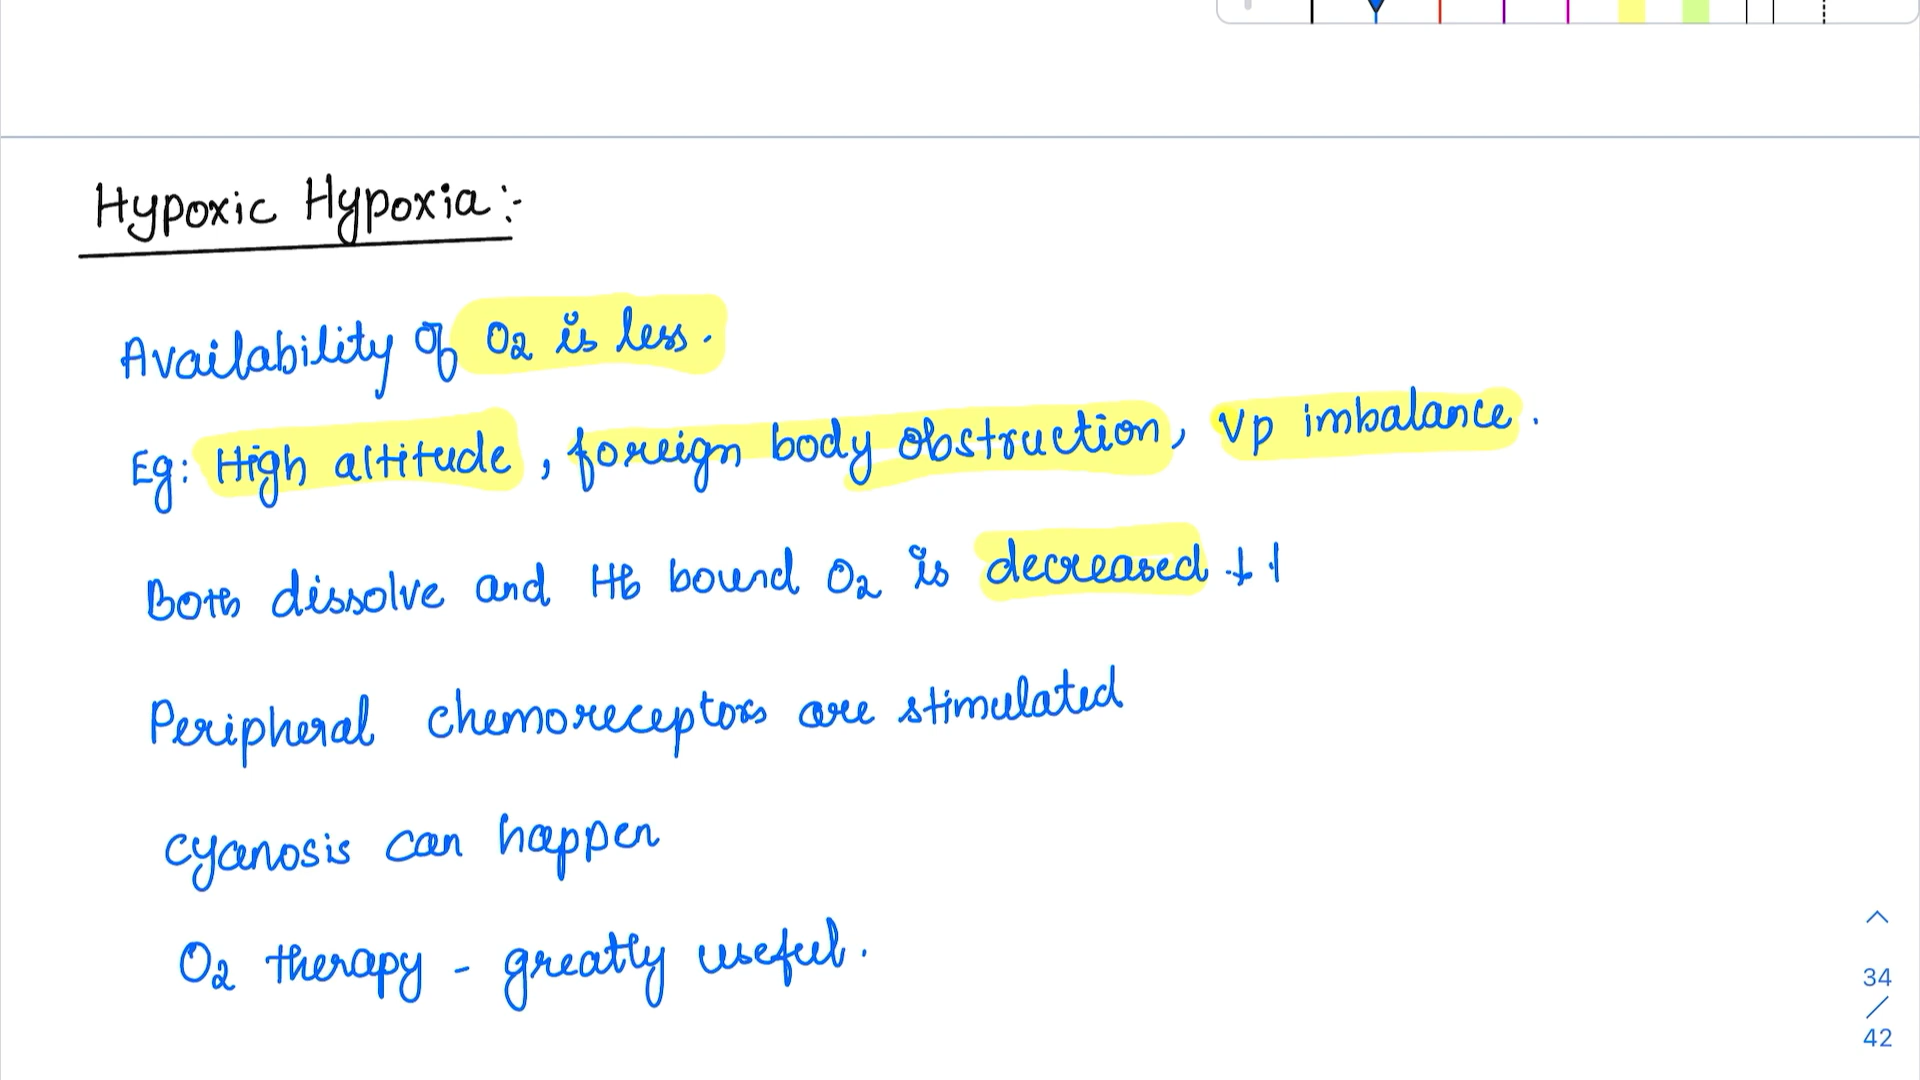 Hypoxic Hypoxia :-
Availability of O2 is less.
Eg: High altitude, foreign body obstruction, Vp imbalance.
Both dissolve and Hb bound O2 is decreased ↓↓
Peripheral chemoreceptors are stimulated
cyanosis can happen
O2 therapy - greatly useful.
34
/
42